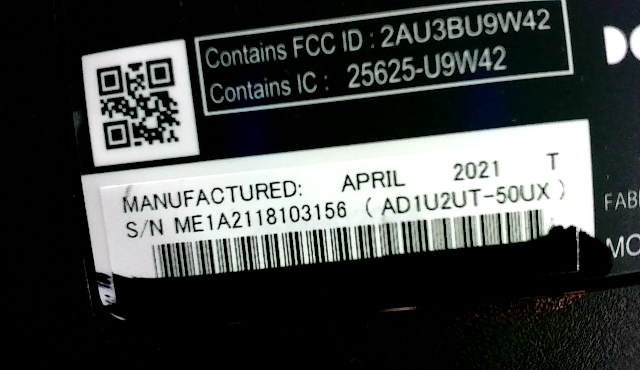 Contains FCC ID : 2AU3BU9W42
Contains IC : 25625-U9W42
MANUFACTURED: APRIL 2021 T
S/N ME1A2118103156 ( AD1U2UT-50UX )